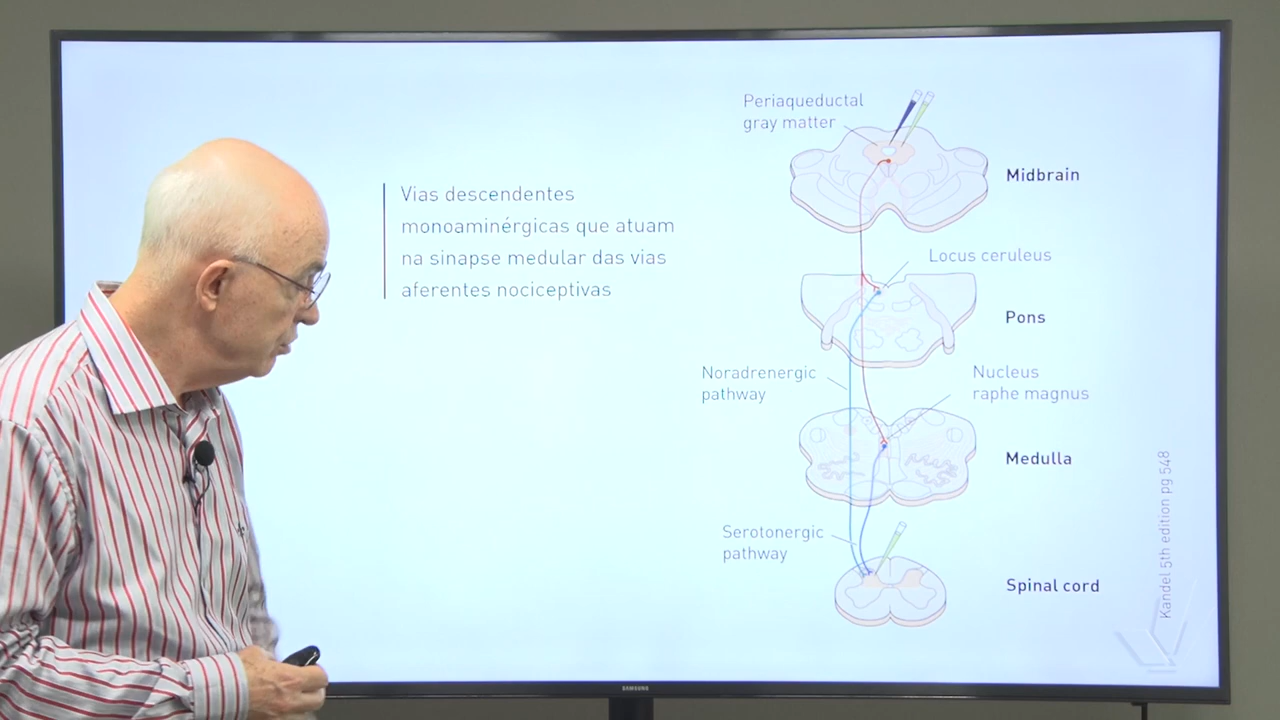 Vias descendentes
monoaminérgicas que atuam
na sinapse medular das vias
aferentes nociceptivas
Periaqueductal
gray matter
Midbrain
Locus ceruleus
Pons
Noradrenergic
pathway
Nucleus
raphe magnus
Medulla
Serotonergic
pathway
Spinal cord
Kandel 5th edition pg 548
SAMSUNG